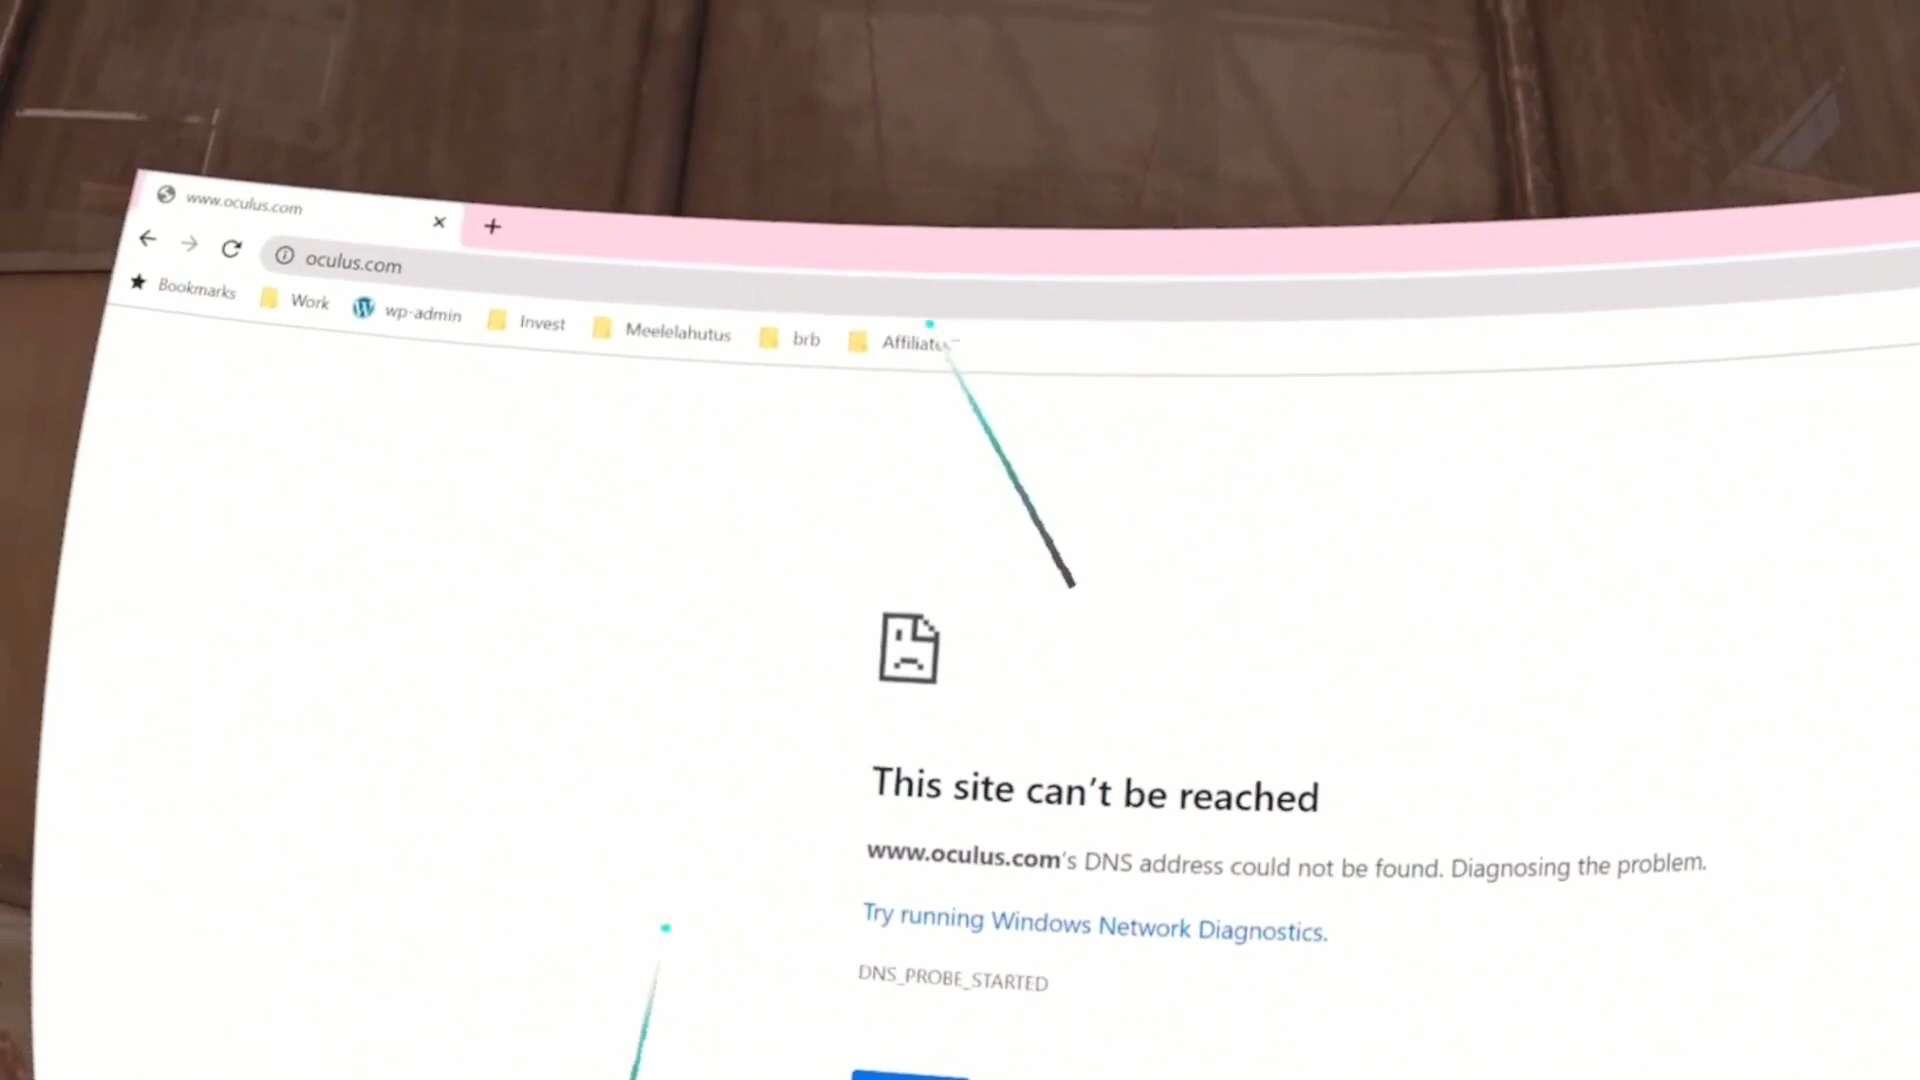 www.oculus.com
oculus.com
Bookmarks Work wp-admin Invest Meelelahutus brb
This site can't be reached
www.oculus.com's DNS address could not be found. Diagnosing the problem.
Try running Windows Network Diagnostics.
DNS_PROBE_STARTED